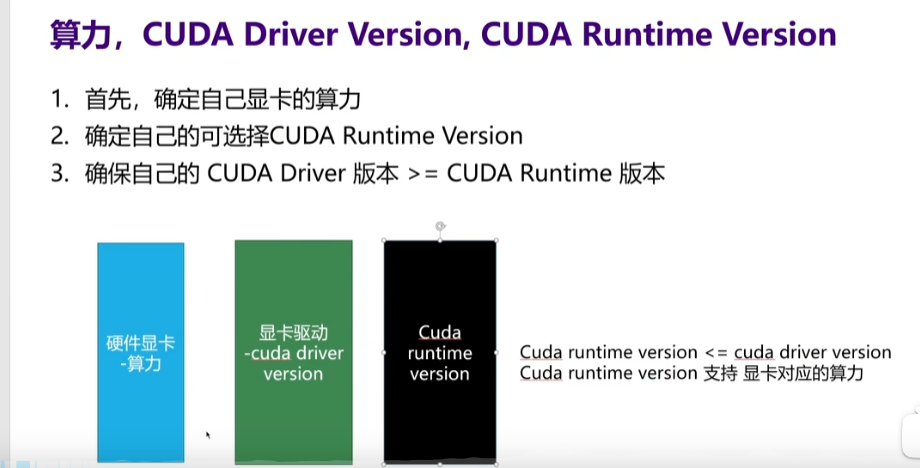 算力，CUDA Driver Version, CUDA Runtime Version
1. 首先，确定自己显卡的算力
2. 确定自己的可选择CUDA Runtime Version
3. 确保自己的 CUDA Driver 版本 >= CUDA Runtime 版本
硬件显卡
-算力
显卡驱动
-cuda driver
version
Cuda
runtime
version
Cuda runtime version <= cuda driver version
Cuda runtime version 支持 显卡对应的算力